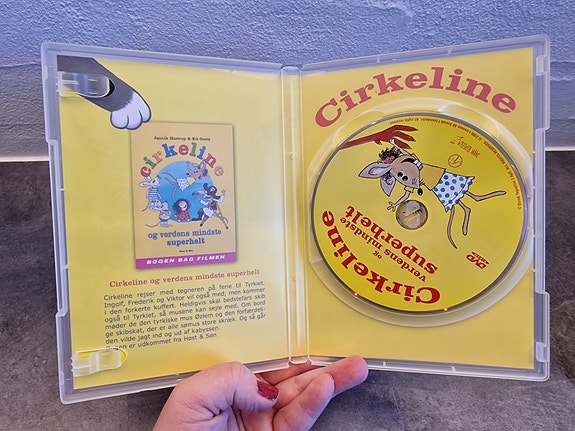 Jannik Hastrup & Kit Goetz
cirkeline
og verdens mindste
superhelt
Høst & Søn
BOGEN BAG FILMEN
Cirkeline og verdens mindste superhelt
Cirkeline rejser med tegneren på ferie til Tyrkiet.
Ingolf, Frederik og Viktor vil også med, men kommer
i den forkerte kuffert. Heldigvis skal bedstefars skib
også til Tyrkiet, så musene kan sejle med. Om bord
møder de den tyrkiske mus Özlem og den forfærdeli-
ge skibskat, der er alle sømus store skræk. Og så går
den vilde jagt ind og ud af kabyssen.
Bogen er udkommet fra Høst & Søn
Cirkeline
Cirkeline
og
verdens mindste
superhelt
DVD